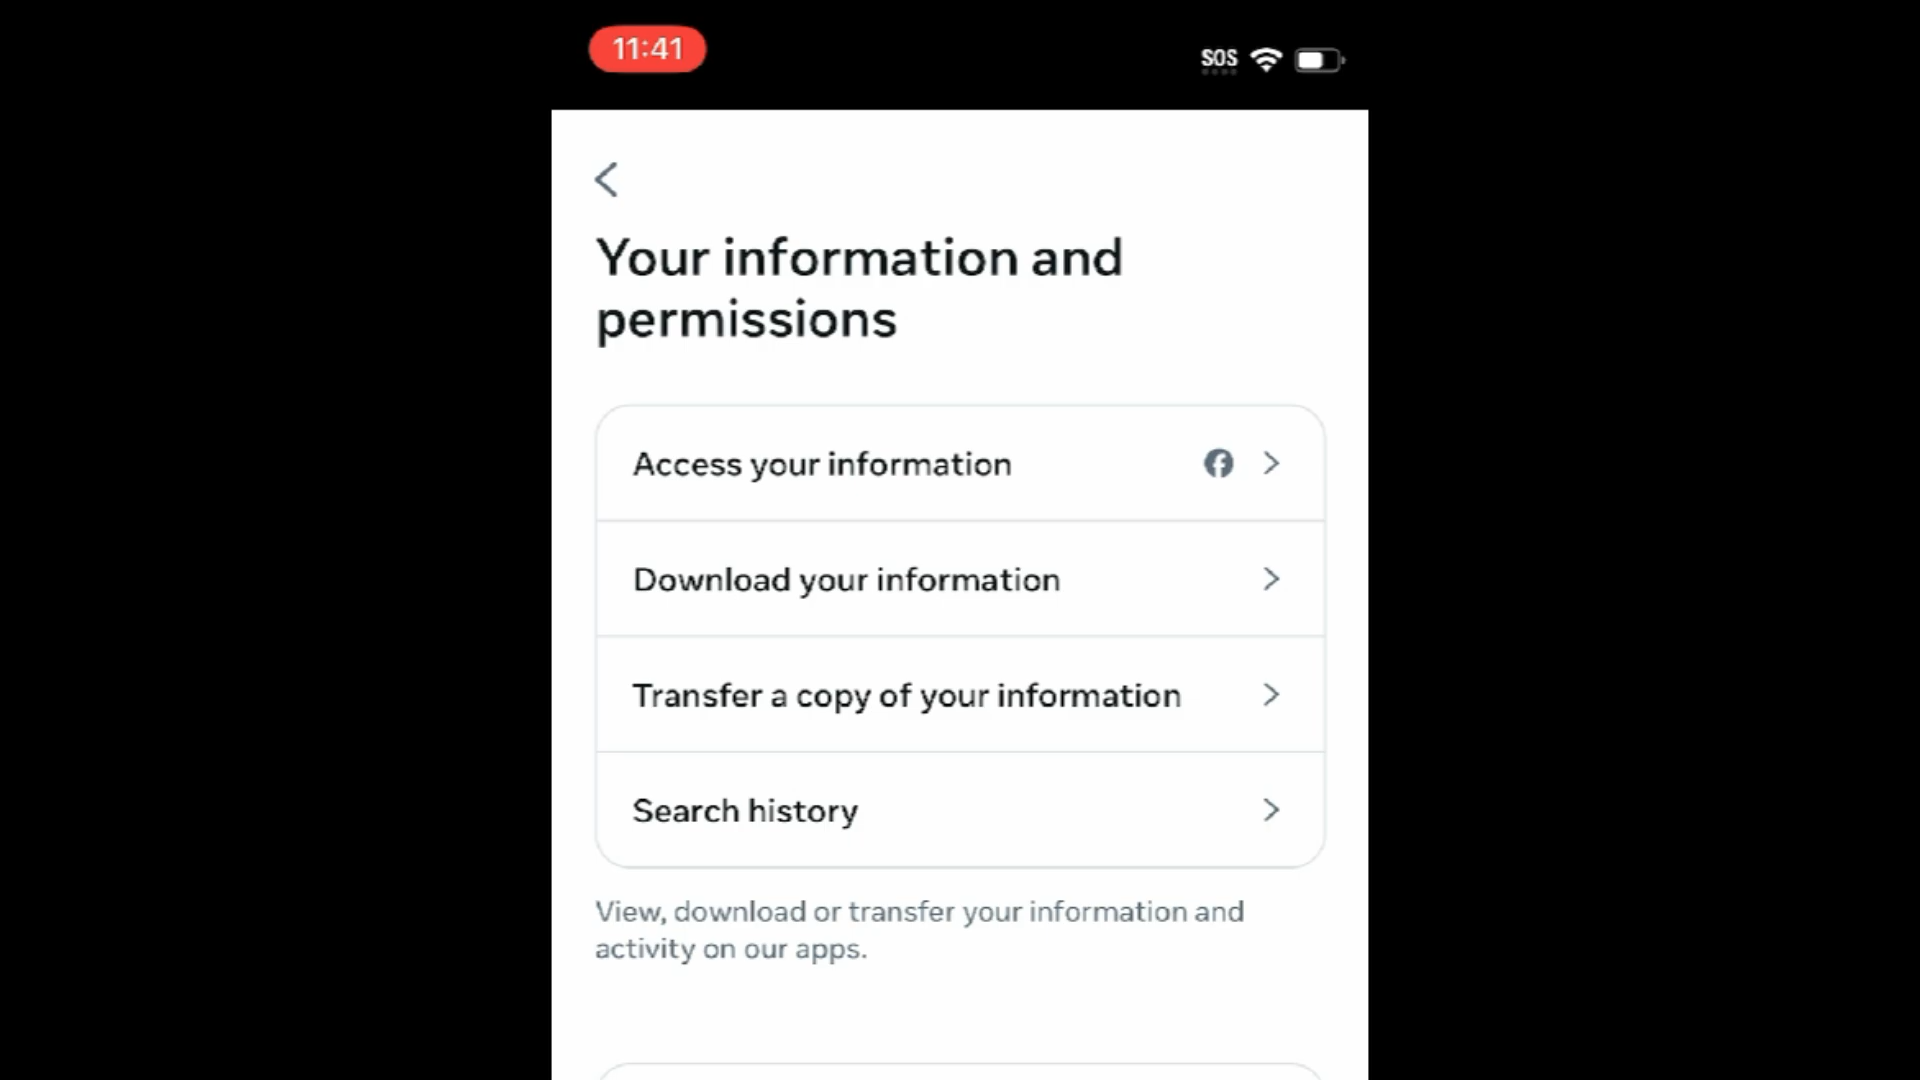 11:41
SOS
Your information and
permissions
Access your information
Download your information
Transfer a copy of your information
Search history
View, download or transfer your information and
activity on our apps.